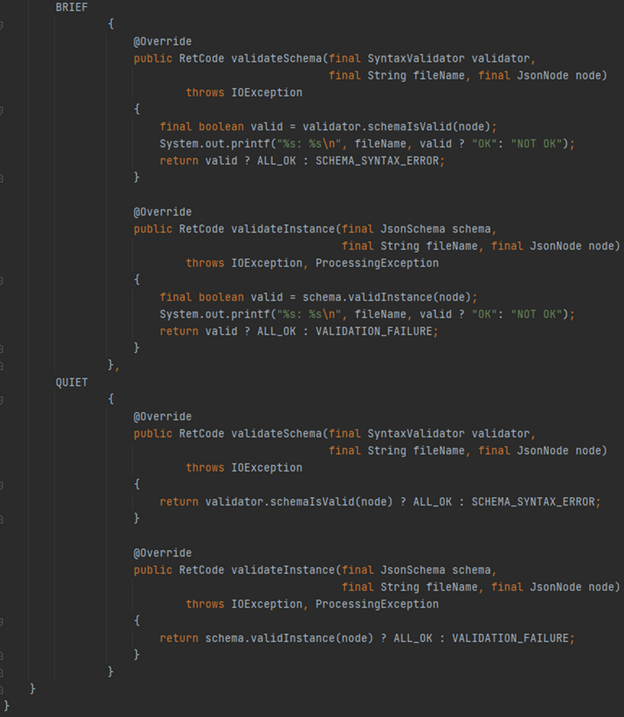 BRIEF
{
@Override
public RetCode validateSchema(final SyntaxValidator validator,
final String fileName, final JsonNode node)
throws IOException
{
final boolean valid = validator.schemaIsValid(node);
System.out.printf("%s: %s\n", fileName, valid ? "OK": "NOT OK");
return valid ? ALL_OK : SCHEMA_SYNTAX_ERROR;
}
@Override
public RetCode validateInstance(final JsonSchema schema,
final String fileName, final JsonNode node)
throws IOException, ProcessingException
{
final boolean valid = schema.validInstance(node);
System.out.printf("%s: %s\n", fileName, valid ? "OK": "NOT OK");
return valid ? ALL_OK : VALIDATION_FAILURE;
}
},
QUIET
{
@Override
public RetCode validateSchema(final SyntaxValidator validator,
final String fileName, final JsonNode node)
throws IOException
{
return validator.schemaIsValid(node) ? ALL_OK : SCHEMA_SYNTAX_ERROR;
}
@Override
public RetCode validateInstance(final JsonSchema schema,
final String fileName, final JsonNode node)
throws IOException, ProcessingException
{
return schema.validInstance(node) ? ALL_OK : VALIDATION_FAILURE;
}
}
}
}